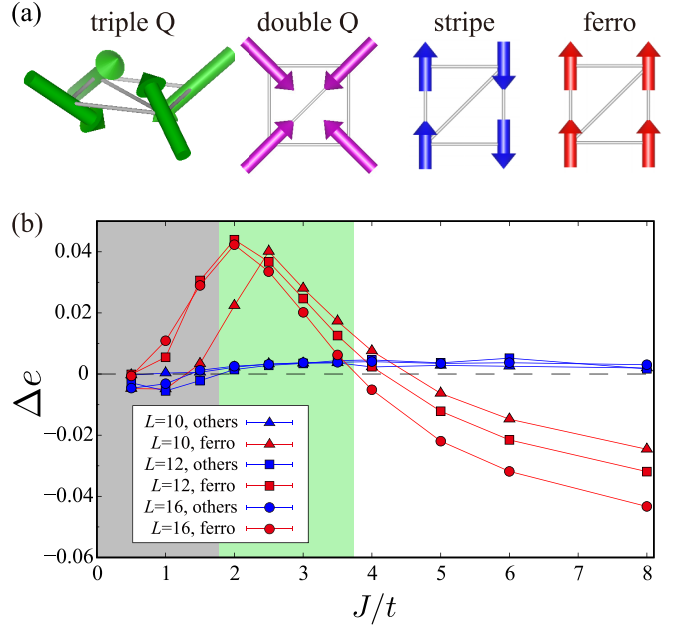 (a)
triple Q
double Q
stripe
ferro
(b)
0.04
0.02
0
−0.02
−0.04
−0.06
Δe
L=10, others
L=10, ferro
L=12, others
L=12, ferro
L=16, others
L=16, ferro
0 1 2 3 4 5 6 7 8
J/t